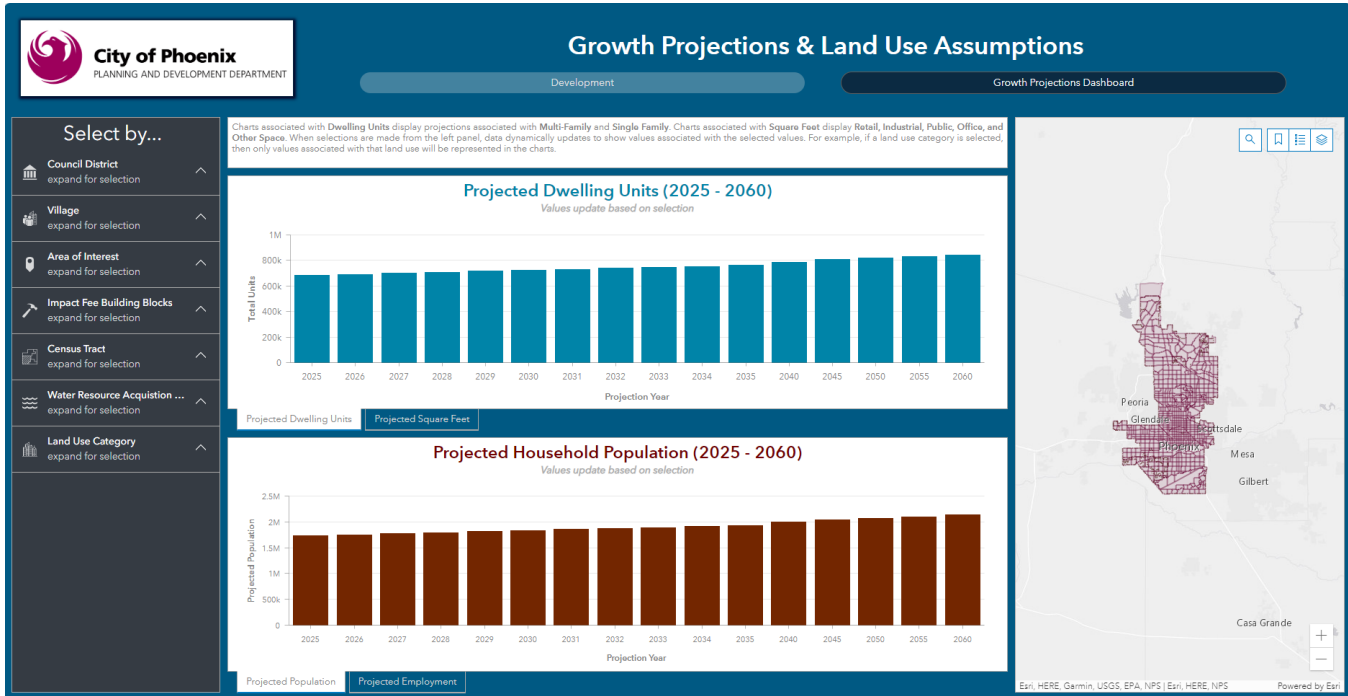 City of Phoenix
PLANNING AND DEVELOPMENT DEPARTMENT
Growth Projections & Land Use Assumptions
Development
Growth Projections Dashboard
Select by...
Council District
expand for selection
Village
expand for selection
Area of Interest
expand for selection
Impact Fee Building Blocks
expand for selection
Census Tract
expand for selection
Water Resource Acquistion ...
expand for selection
Land Use Category
expand for selection
Charts associated with Dwelling Units display projections associated with Multi-Family and Single Family. Charts associated with Square Feet display Retail, Industrial, Public, Office, and
Other Space. When selections are made from the left panel, data dynamically updates to show values associated with the selected values. For example, if a land use category is selected,
then only values associated with that land use will be represented in the charts.
Projected Dwelling Units (2025 - 2060)
Values update based on selection
Total Units
1M
800k
600k
400k
200k
0
2025 2026 2027 2028 2029 2030 2031 2032 2033 2034 2035 2040 2045 2050 2055 2060
Projection Year
Projected Dwelling Units
Projected Square Feet
Projected Household Population (2025 - 2060)
Values update based on selection
Projected Population
2.5M
2M
1.5M
1M
500k
0
2025 2026 2027 2028 2029 2030 2031 2032 2033 2034 2035 2040 2045 2050 2055 2060
Projection Year
Projected Population
Projected Employment
Peoria
Glendale
Scottsdale
Phoenix
Mesa
Gilbert
Casa Grande
Esri, HERE, Garmin, USGS, EPA, NPS | Esri, HERE, NPS
Powered by Esri